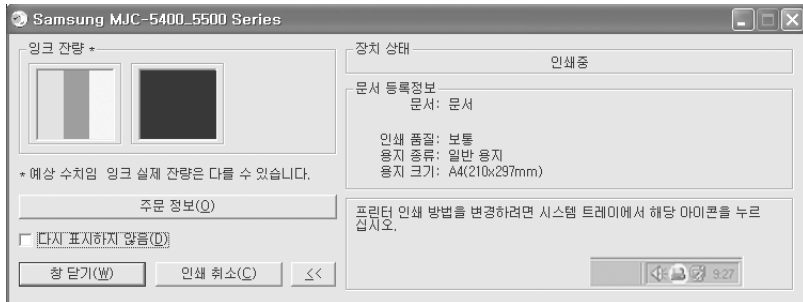 Samsung MJC-5400_5500 Series
잉크 잔량 *
* 예상 수치임 잉크 실제 잔량은 다를 수 있습니다.
주문 정보(O)
다시 표시하지 않음(D)
창 닫기(W)
인쇄 취소(C)
<<
장치 상태
인쇄중
문서 등록정보
문서: 문서
인쇄 품질: 보통
용지 종류: 일반 용지
용지 크기: A4(210x297mm)
프린터 인쇄 방법을 변경하려면 시스템 트레이에서 해당 아이콘을 누르
십시오.
9:27